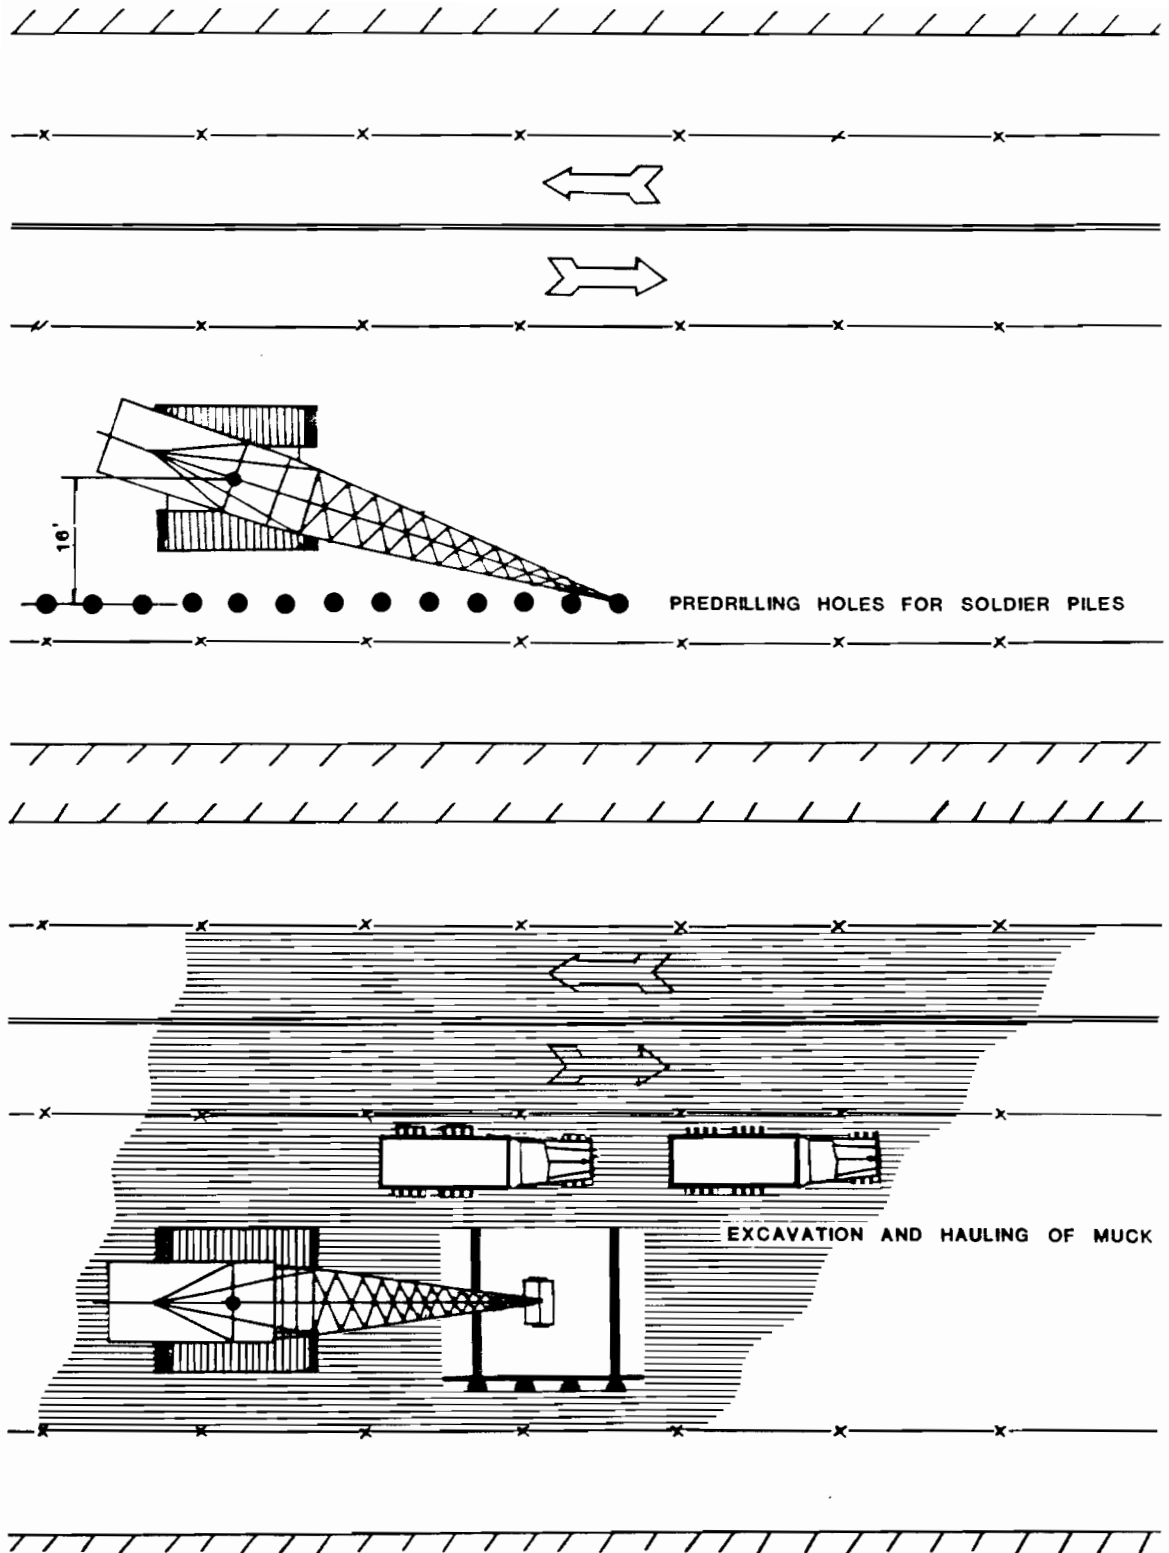 16'
PREDRILLING HOLES FOR SOLDIER PILES
EXCAVATION AND HAULING OF MUCK